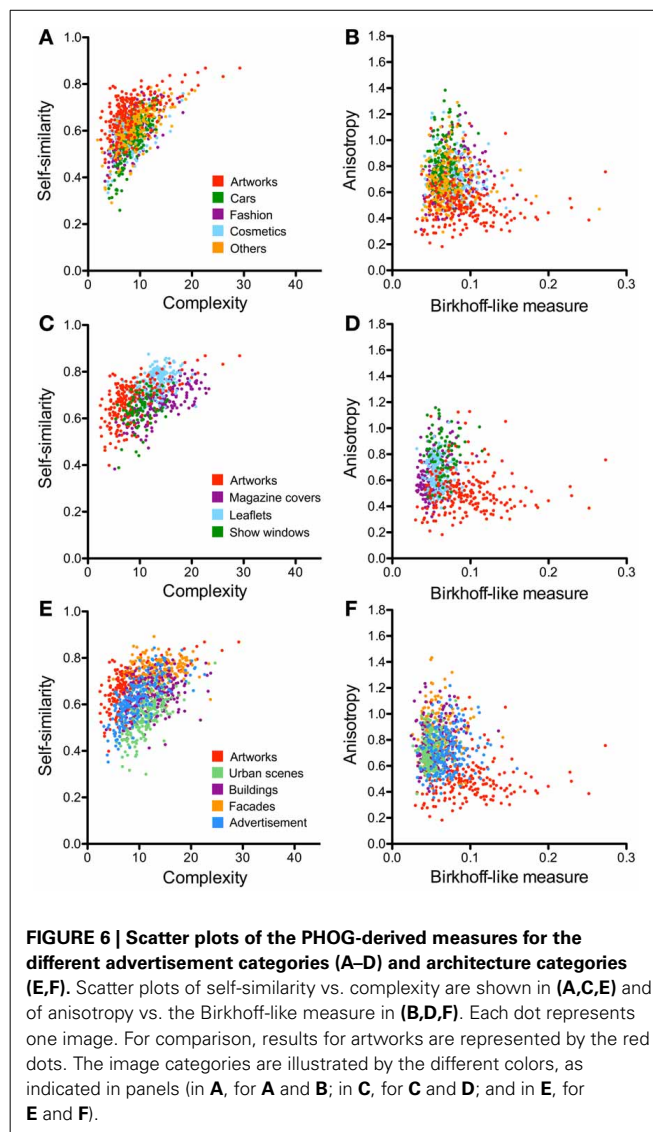 A
B
1.0
0.8
0.6
0.4
0.2
0.0
Self-similarity
Artworks
Cars
Fashion
Cosmetics
Others
0
10
20
30
40
Complexity
1.8
1.6
1.4
1.2
1.0
0.8
0.6
0.4
0.2
0.0
Anisotropy
0.0
0.1
0.2
0.3
Birkhoff-like measure
C
D
1.0
0.8
0.6
0.4
0.2
0.0
Self-similarity
Artworks
Magazine covers
Leaflets
Show windows
0
10
20
30
40
Complexity
1.8
1.6
1.4
1.2
1.0
0.8
0.6
0.4
0.2
0.0
Anisotropy
0.0
0.1
0.2
0.3
Birkhoff-like measure
E
F
1.0
0.8
0.6
0.4
0.2
0.0
Self-similarity
Artworks
Urban scenes
Buildings
Facades
Advertisement
0
10
20
30
40
Complexity
1.8
1.6
1.4
1.2
1.0
0.8
0.6
0.4
0.2
0.0
Anisotropy
0.0
0.1
0.2
0.3
Birkhoff-like measure
FIGURE 6 | Scatter plots of the PHOG-derived measures for the
different advertisement categories (A–D) and architecture categories
(E,F). Scatter plots of self-similarity vs. complexity are shown in (A,C,E) and
of anisotropy vs. the Birkhoff-like measure in (B,D,F). Each dot represents
one image. For comparison, results for artworks are represented by the red
dots. The image categories are illustrated by the different colors, as
indicated in panels (in A, for A and B; in C, for C and D; and in E, for
E and F).